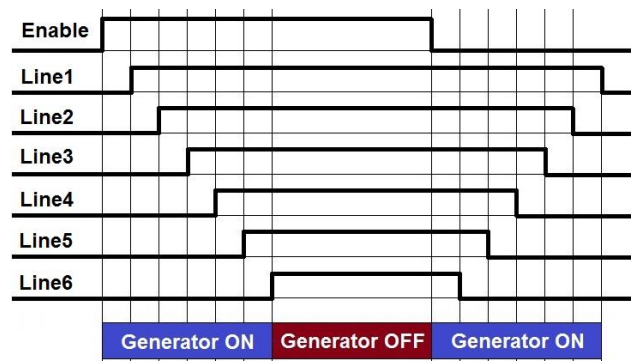 Enable
Line1
Line2
Line3
Line4
Line5
Line6
Generator ON Generator OFF Generator ON